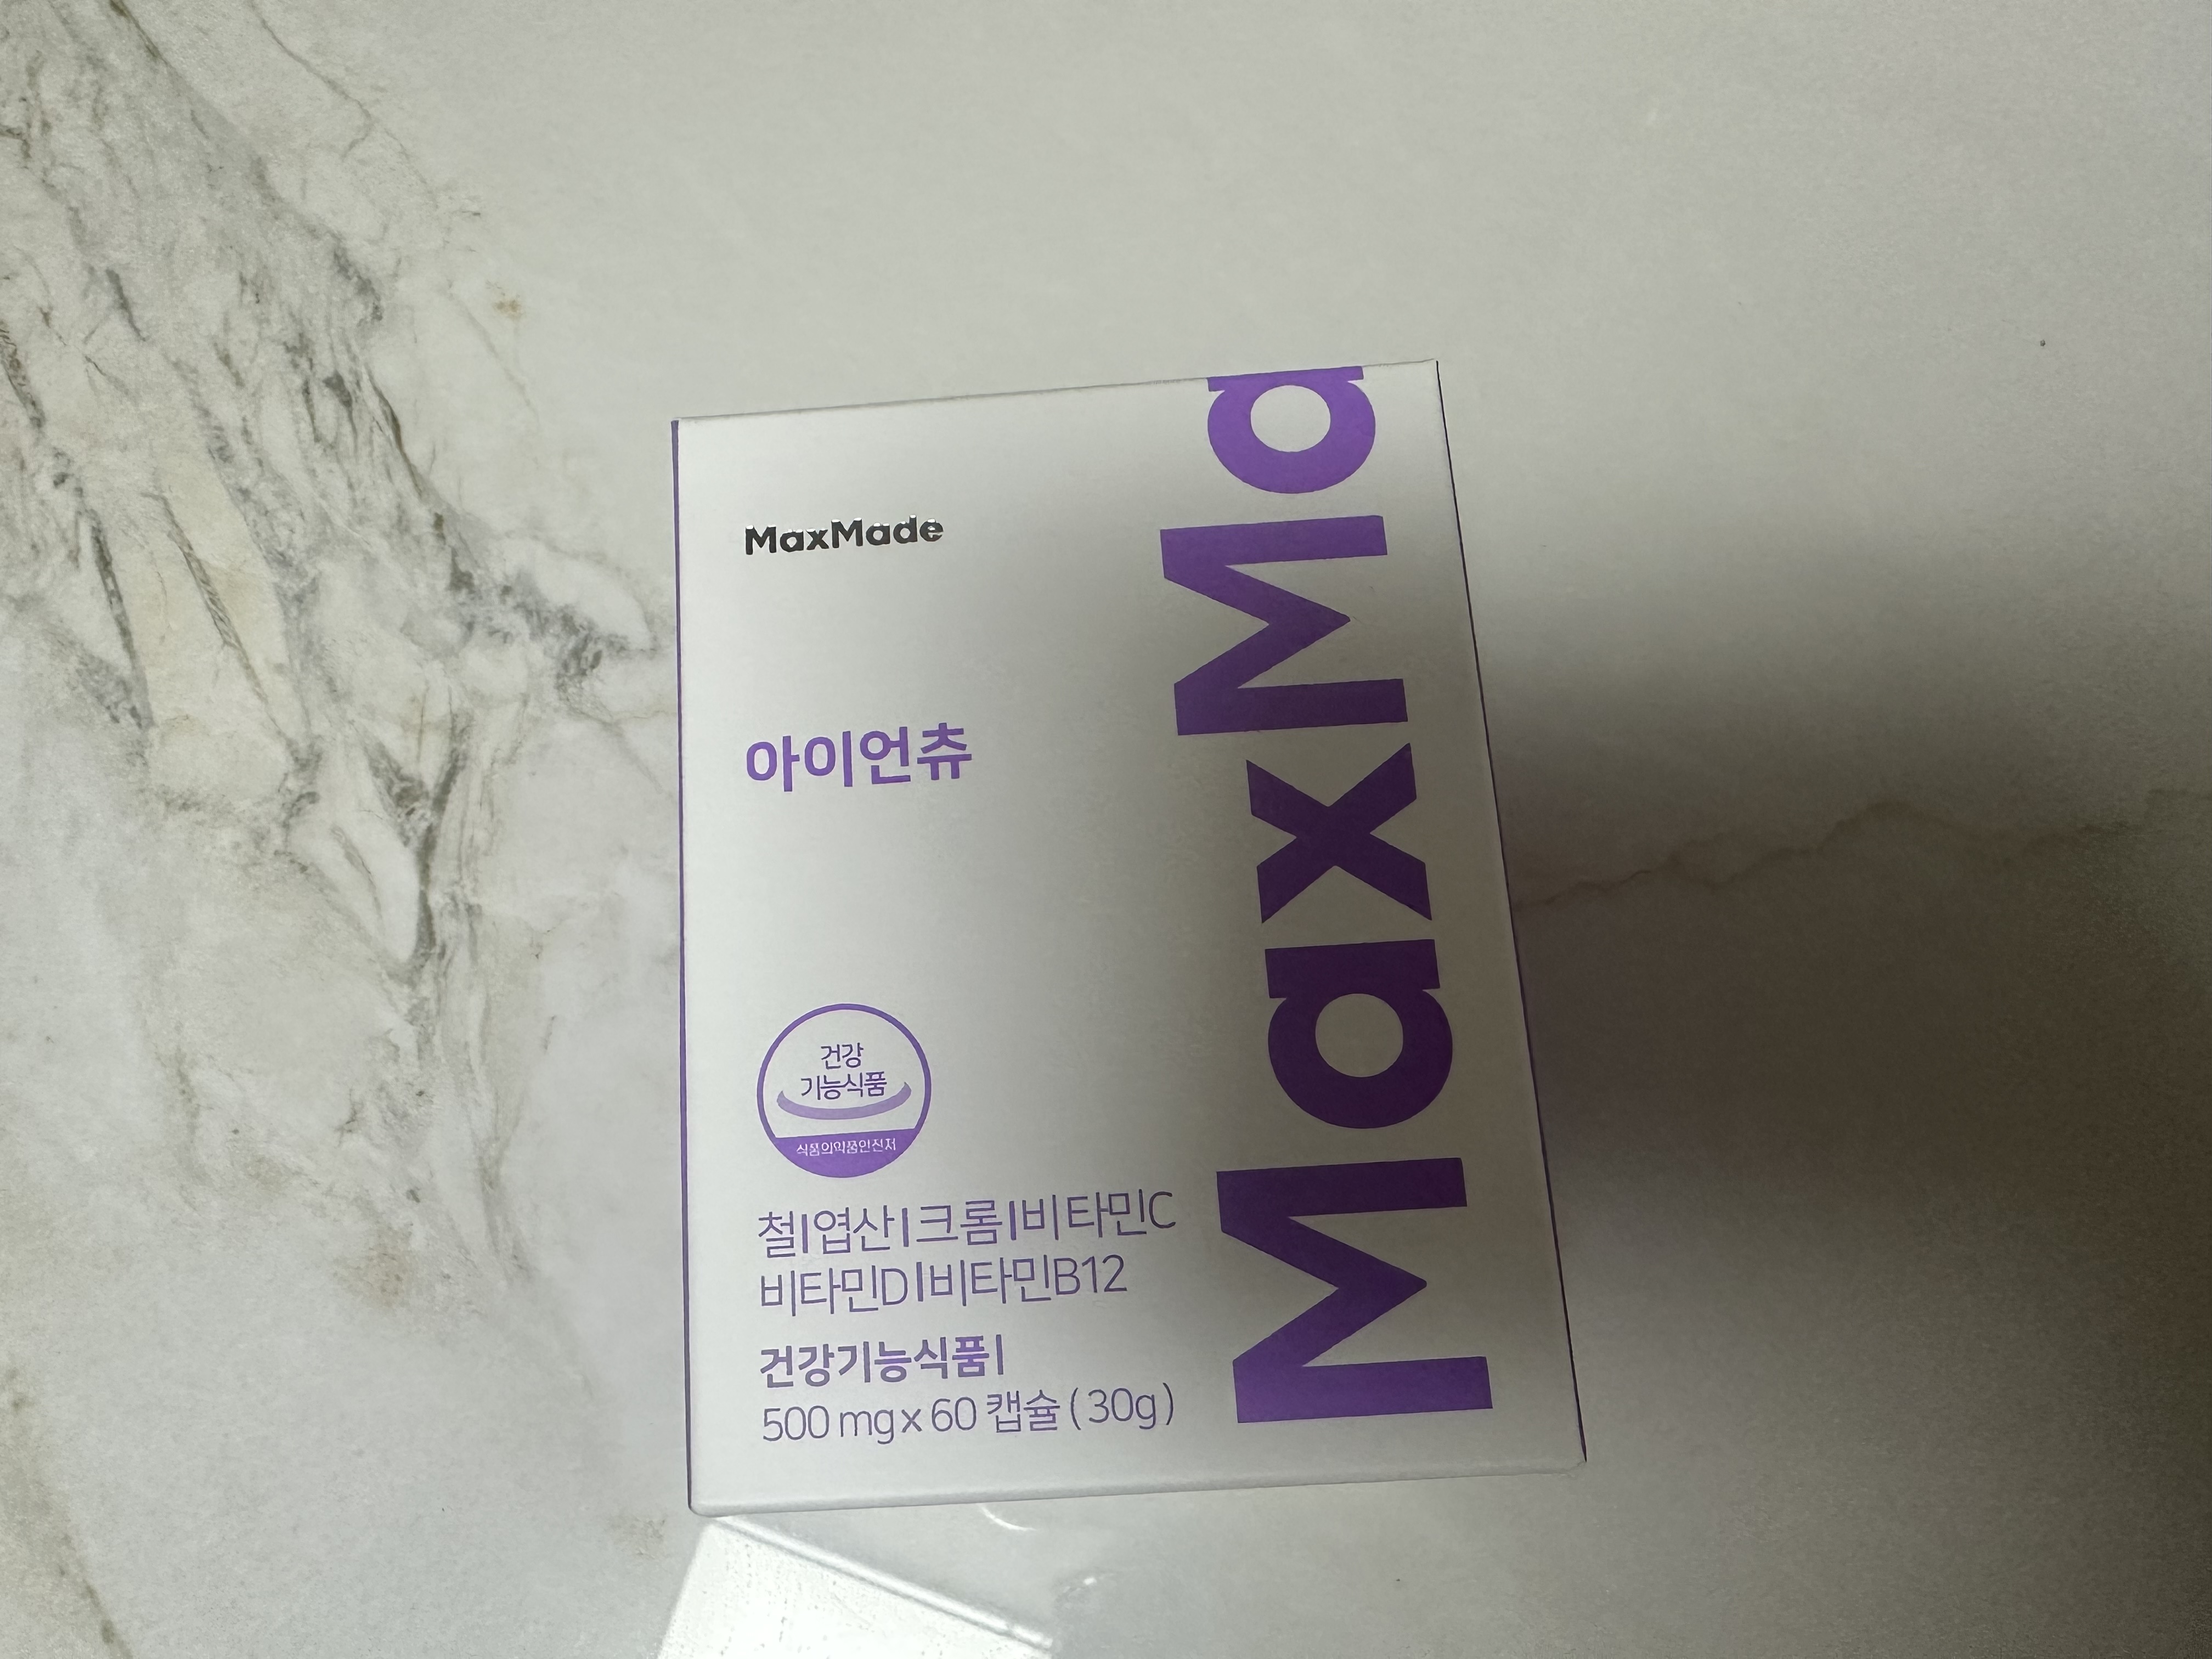 MaxMade
아이언츄
건강
기능식품
식품의약품안전처
철|엽산|크롬|비타민C
비타민D|비타민B12
건강기능식품|
500 mg x 60 캡슐 ( 30g )
MaxMa